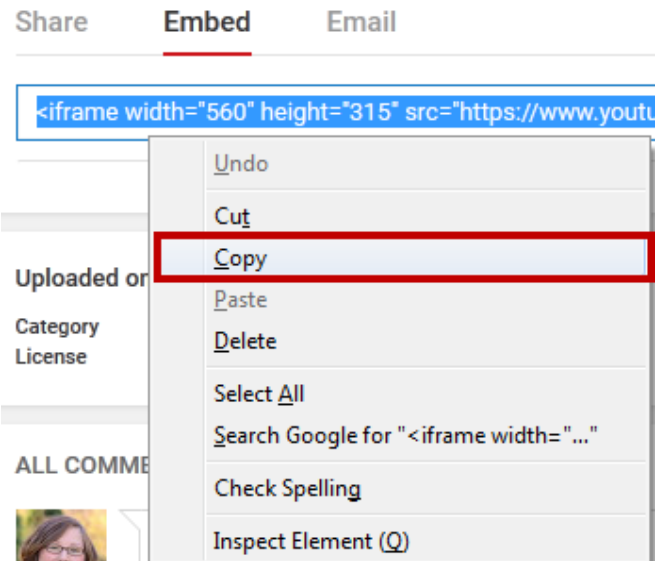 Share Embed Email
<iframe width="560" height="315" src="https://www.youtu
Undo
Cut
Copy
Uploaded on
Paste
Category
Delete
License
Select All
Search Google for "<iframe width="..."
ALL COMME
Check Spelling
Inspect Element (Q)